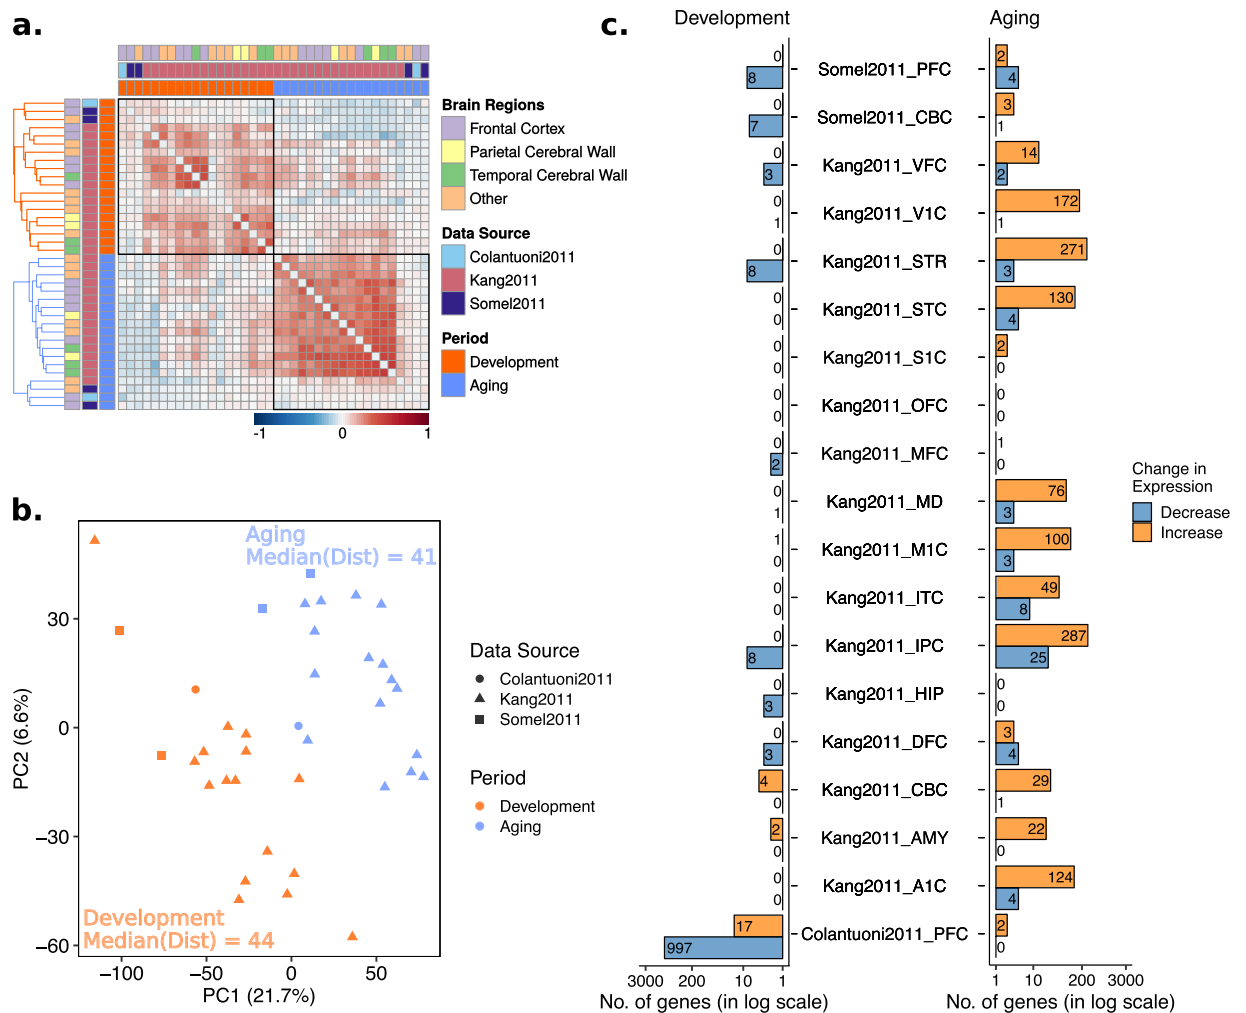 a.
Brain Regions
Frontal Cortex
Parietal Cerebral Wall
Temporal Cerebral Wall
Other
Data Source
Colantuoni2011
Kang2011
Somel2011
Period
Development
Aging
-1 0 1
b.
Aging
Median(Dist) = 41
Development
Median(Dist) = 44
PC2 (6.6%)
30
0
−30
−60
−100 −50 0 50
PC1 (21.7%)
Data Source
Colantuoni2011
Kang2011
Somel2011
Period
Development
Aging
c.
Development Aging
0 2
Somel2011_PFC
8 4
0 3
Somel2011_CBC
7 1
0 14
Kang2011_VFC
3 2
0 172
Kang2011_V1C
1 1
0 271
Kang2011_STR
8 3
0 130
Kang2011_STC
0 4
0 2
Kang2011_S1C
0 0
0 0
Kang2011_OFC
0 0
0 1
Kang2011_MFC
2 0
0 76
Kang2011_MD
1 3
1 100
Kang2011_M1C
0 3
0 49
Kang2011_ITC
0 8
0 287
Kang2011_IPC
8 25
0 0
Kang2011_HIP
3 0
0 3
Kang2011_DFC
3 4
4 29
Kang2011_CBC
0 1
2 22
Kang2011_AMY
0 0
0 124
Kang2011_A1C
0 4
17 2
Colantuoni2011_PFC
997 0
3000 200 10 1 1 10 200 3000
No. of genes (in log scale) No. of genes (in log scale)
Change in
Expression
Decrease
Increase